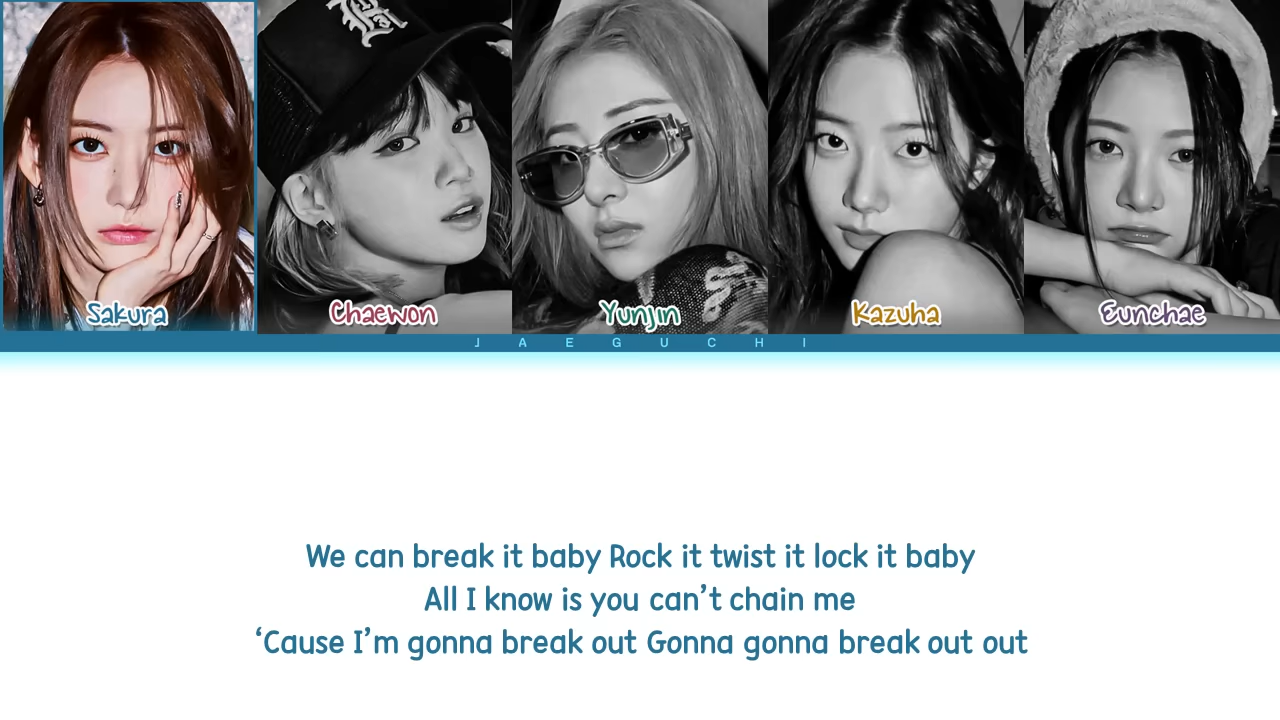 Sakura Chaewon Yunjin Kazuha Eunchae
JAEGUCHI
We can break it baby Rock it twist it lock it baby
All I know is you can’t chain me
‘Cause I’m gonna break out Gonna gonna break out out